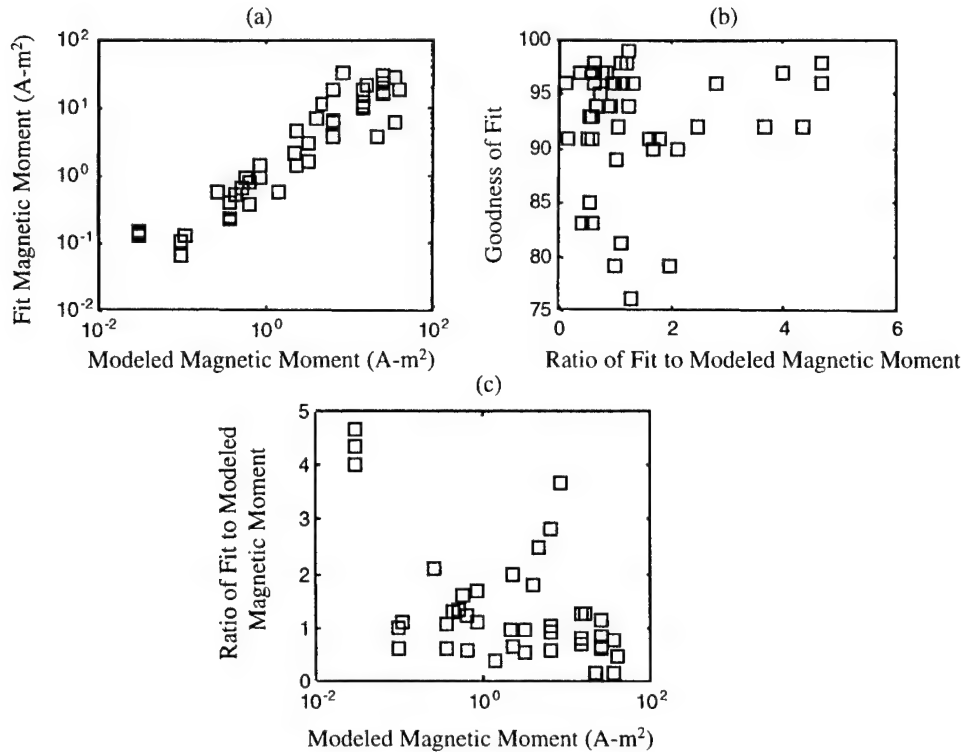 (a)
Fit Magnetic Moment (A-m²)
10²
10¹
10⁰
10⁻¹
10⁻²
10⁻²
10⁰
10²
Modeled Magnetic Moment (A-m²)
(b)
Goodness of Fit
100
95
90
85
80
75
0
2
4
6
Ratio of Fit to Modeled Magnetic Moment
(c)
Ratio of Fit to Modeled
Magnetic Moment
5
4
3
2
1
0
10⁻²
10⁰
10²
Modeled Magnetic Moment (A-m²)